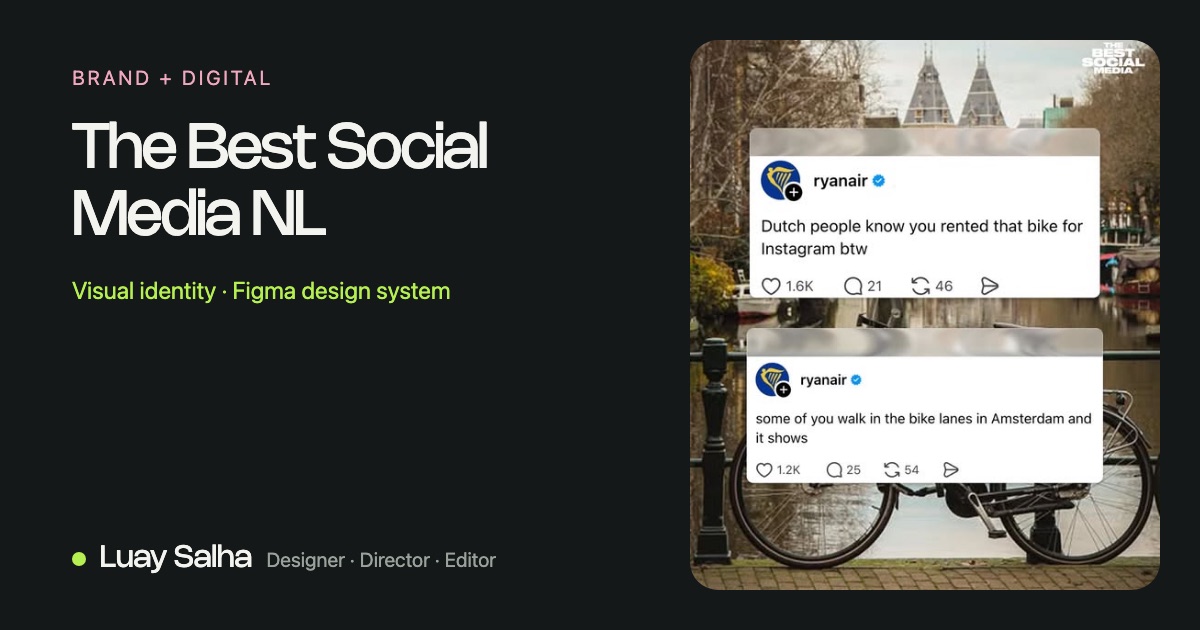 BRAND + DIGITAL
The Best Social
Media NL
Visual identity · Figma design system
Luay Salha Designer · Director · Editor
THE
BEST
SOCIAL
MEDIA
ryanair
Dutch people know you rented that bike for
Instagram btw
1.6K 21 46
ryanair
some of you walk in the bike lanes in Amsterdam and
it shows
1.2K 25 54